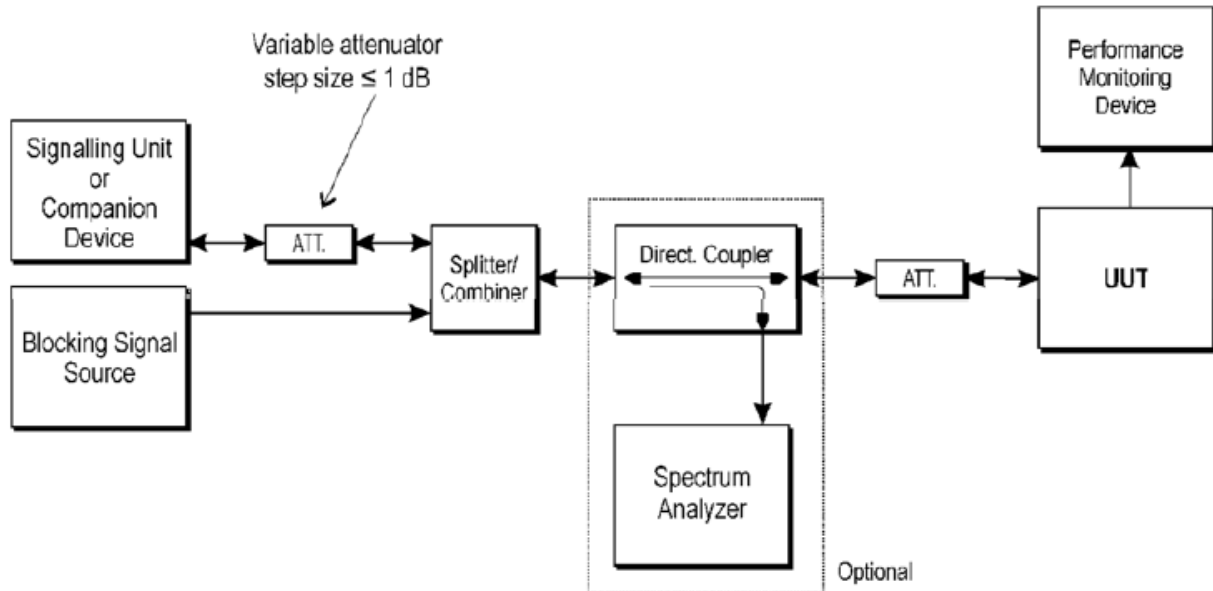 Variable attenuator
step size ≤ 1 dB
Performance
Monitoring
Device
Signalling Unit
or
Companion
Device
ATT.
Splitter/
Combiner
Direct. Coupler
ATT.
UUT
Blocking Signal
Source
Spectrum
Analyzer
Optional